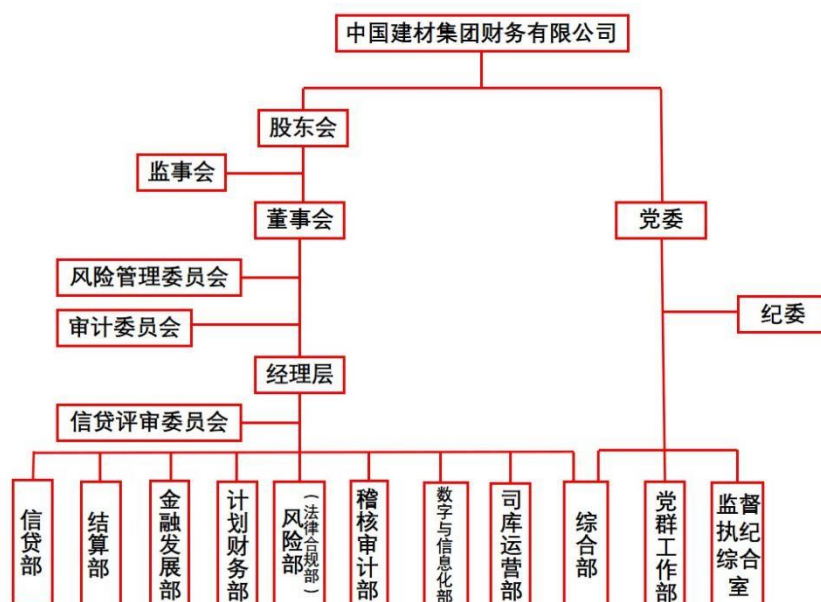 中国建材集团财务有限公司
股东会
监事会
董事会
党委
风险管理委员会
纪委
审计委员会
经理层
信贷评审委员会
信贷部
结算部
金融发展部
计划财务部
风险部
(法律合规部)
稽核审计部
数字与信息化部
司库运营部
综合部
党群工作部
监督
执纪
综合
室